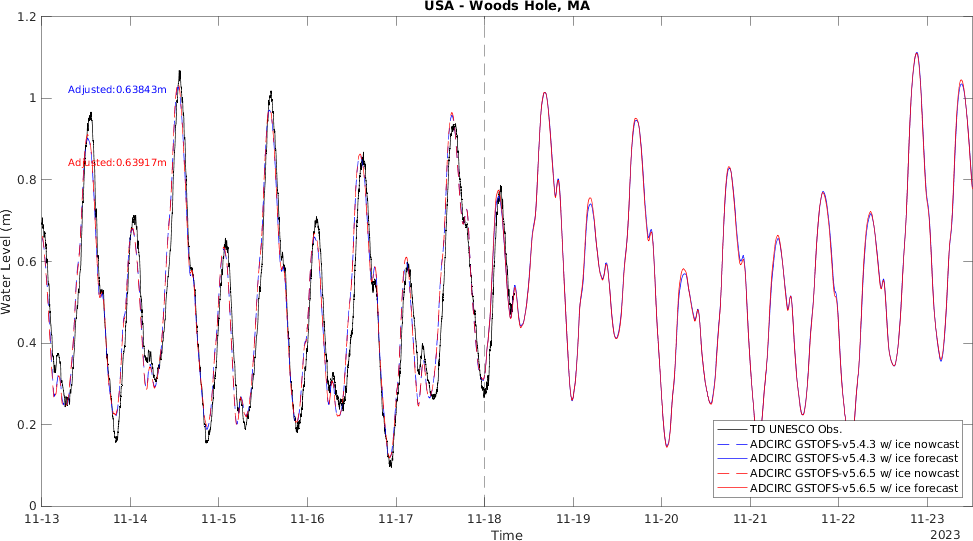 USA - Woods Hole, MA
Water Level (m)
1.2
1
0.8
0.6
0.4
0.2
0
Adjusted:0.63843m
Adjusted:0.63917m
TD UNESCO Obs.
ADCIRC GSTOFS-v5.4.3 w/ ice nowcast
ADCIRC GSTOFS-v5.4.3 w/ ice forecast
ADCIRC GSTOFS-v5.6.5 w/ ice nowcast
ADCIRC GSTOFS-v5.6.5 w/ ice forecast
11-13 11-14 11-15 11-16 11-17 11-18 11-19 11-20 11-21 11-22 11-23
Time
2023